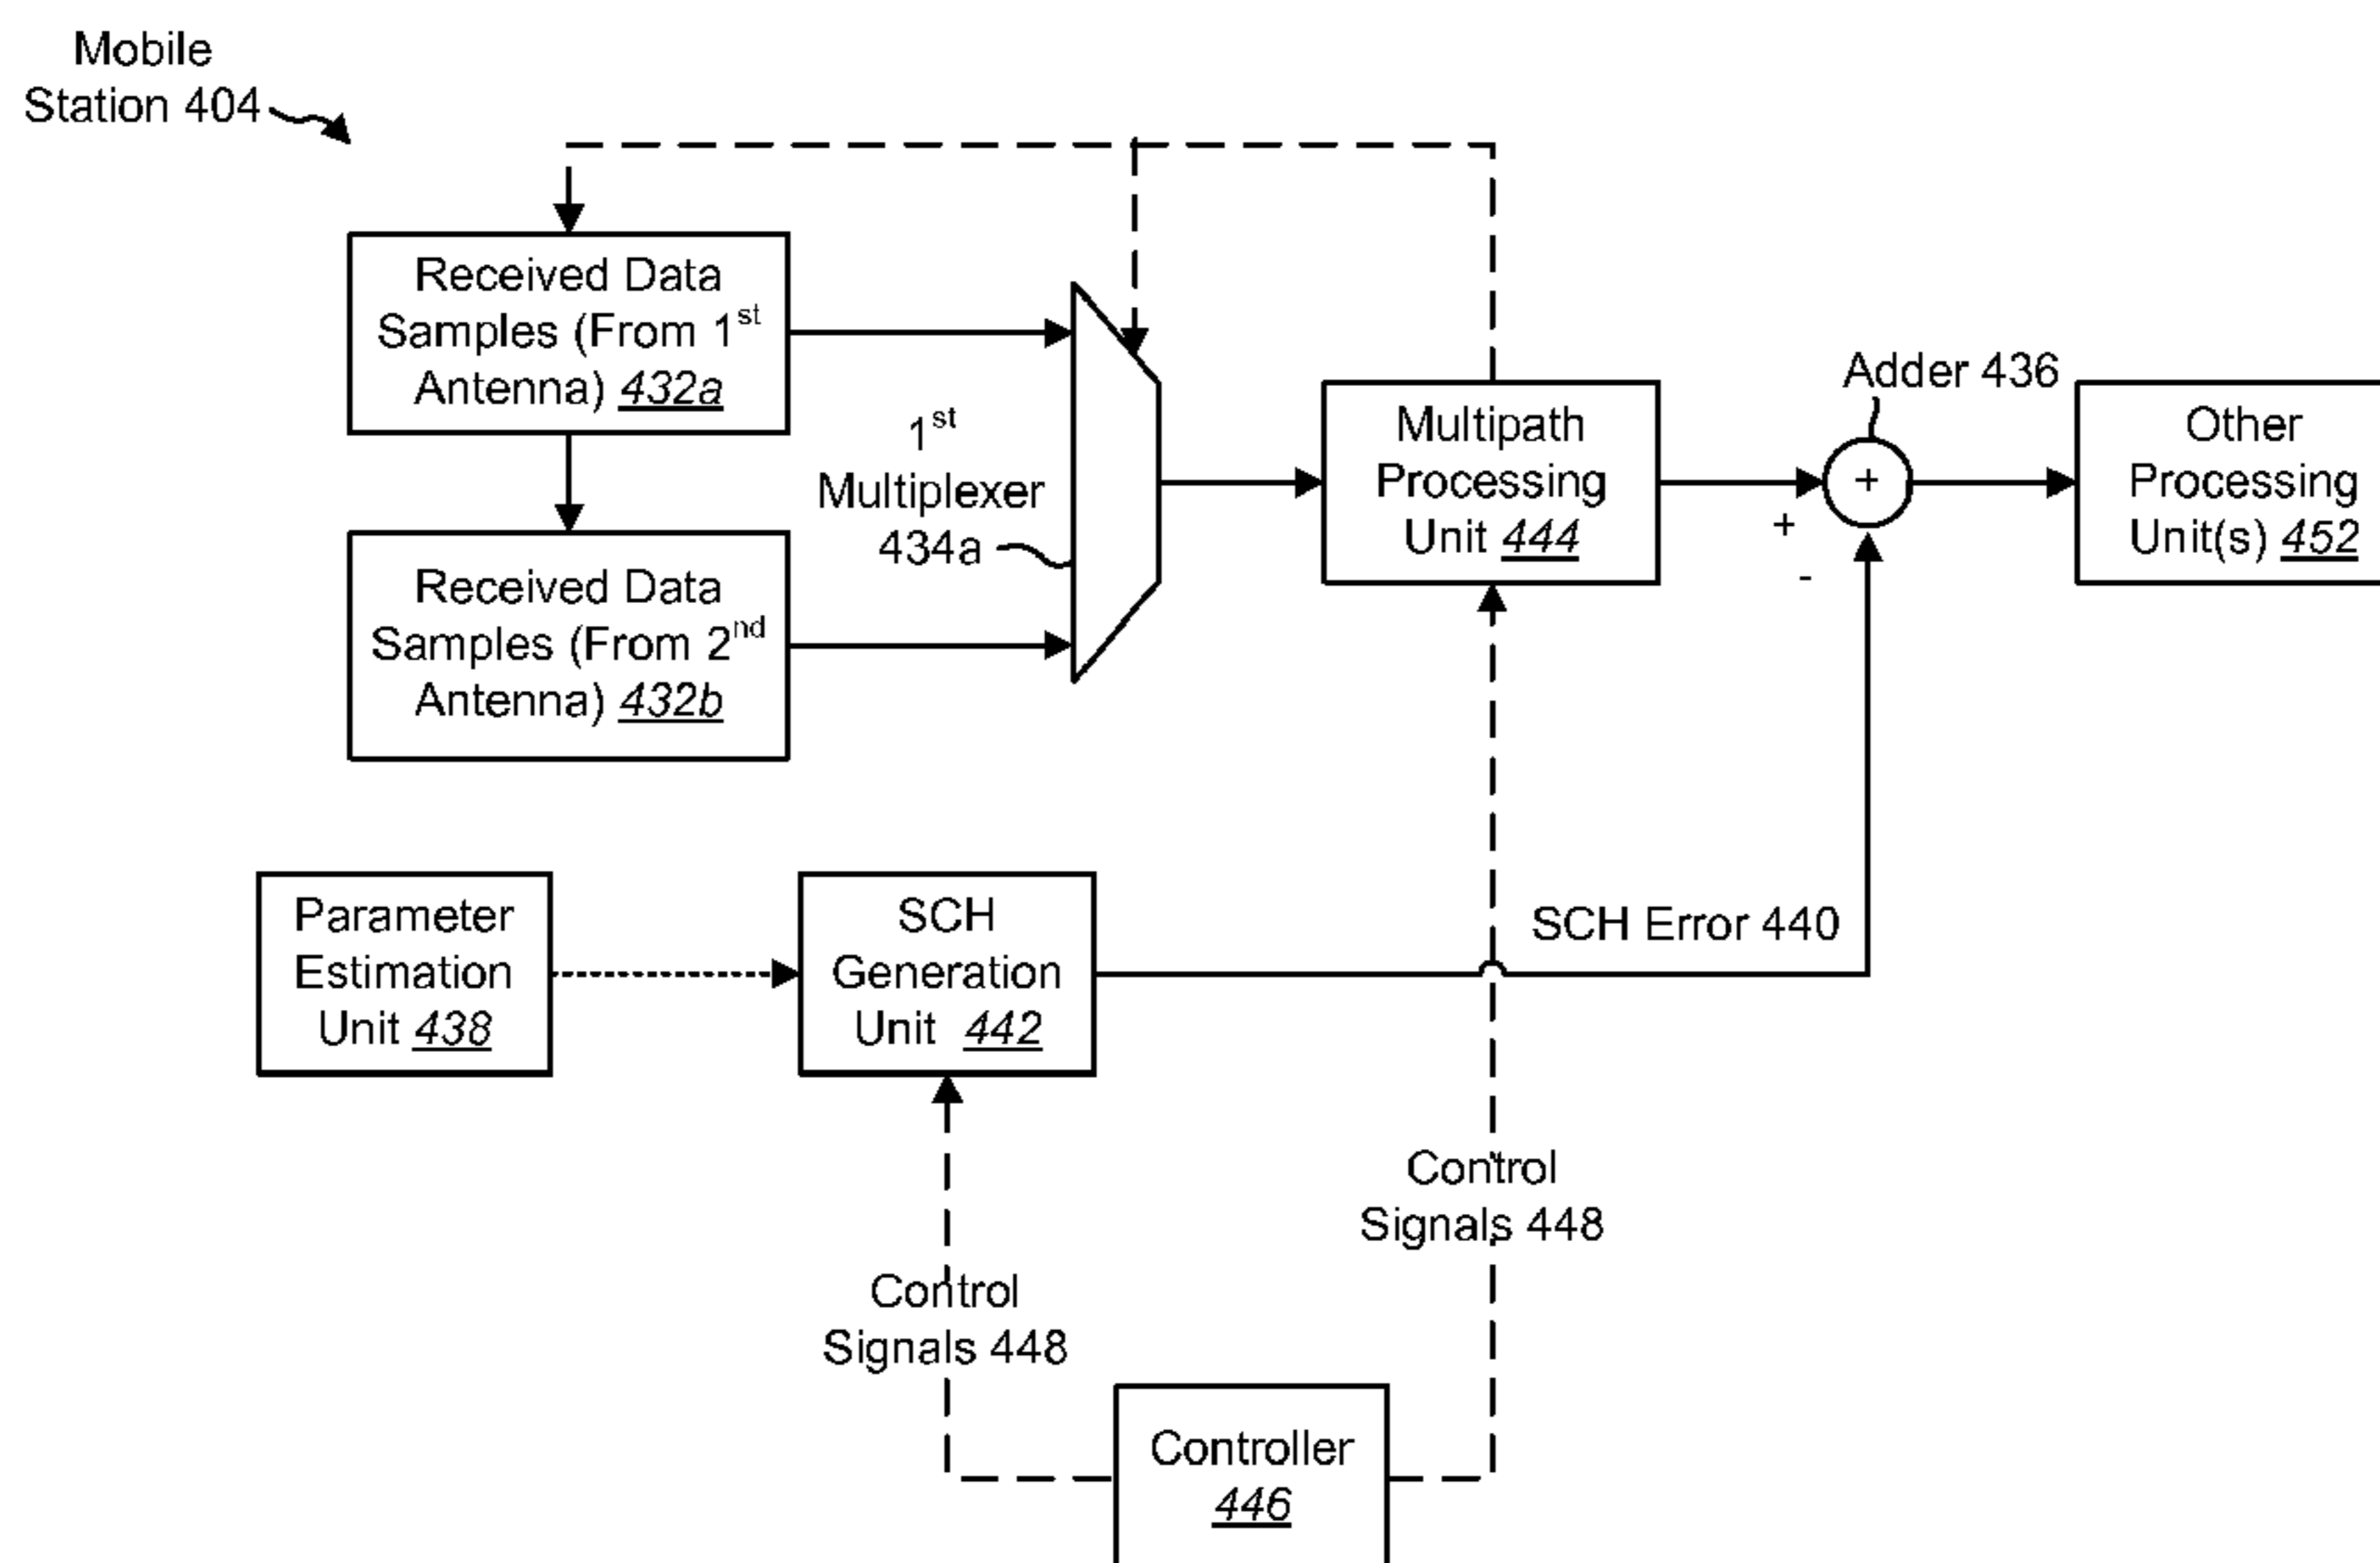 Mobile
Station 404
Received Data
Samples (From 1st
Antenna) 432a
1st
Multiplexer
434a
Received Data
Samples (From 2nd
Antenna) 432b
Multipath
Processing
Unit 444
Adder 436
+
+
-
Other
Processing
Unit(s) 452
Parameter
Estimation
Unit 438
SCH
Generation
Unit 442
SCH Error 440
Control
Signals 448
Control
Signals 448
Controller
446